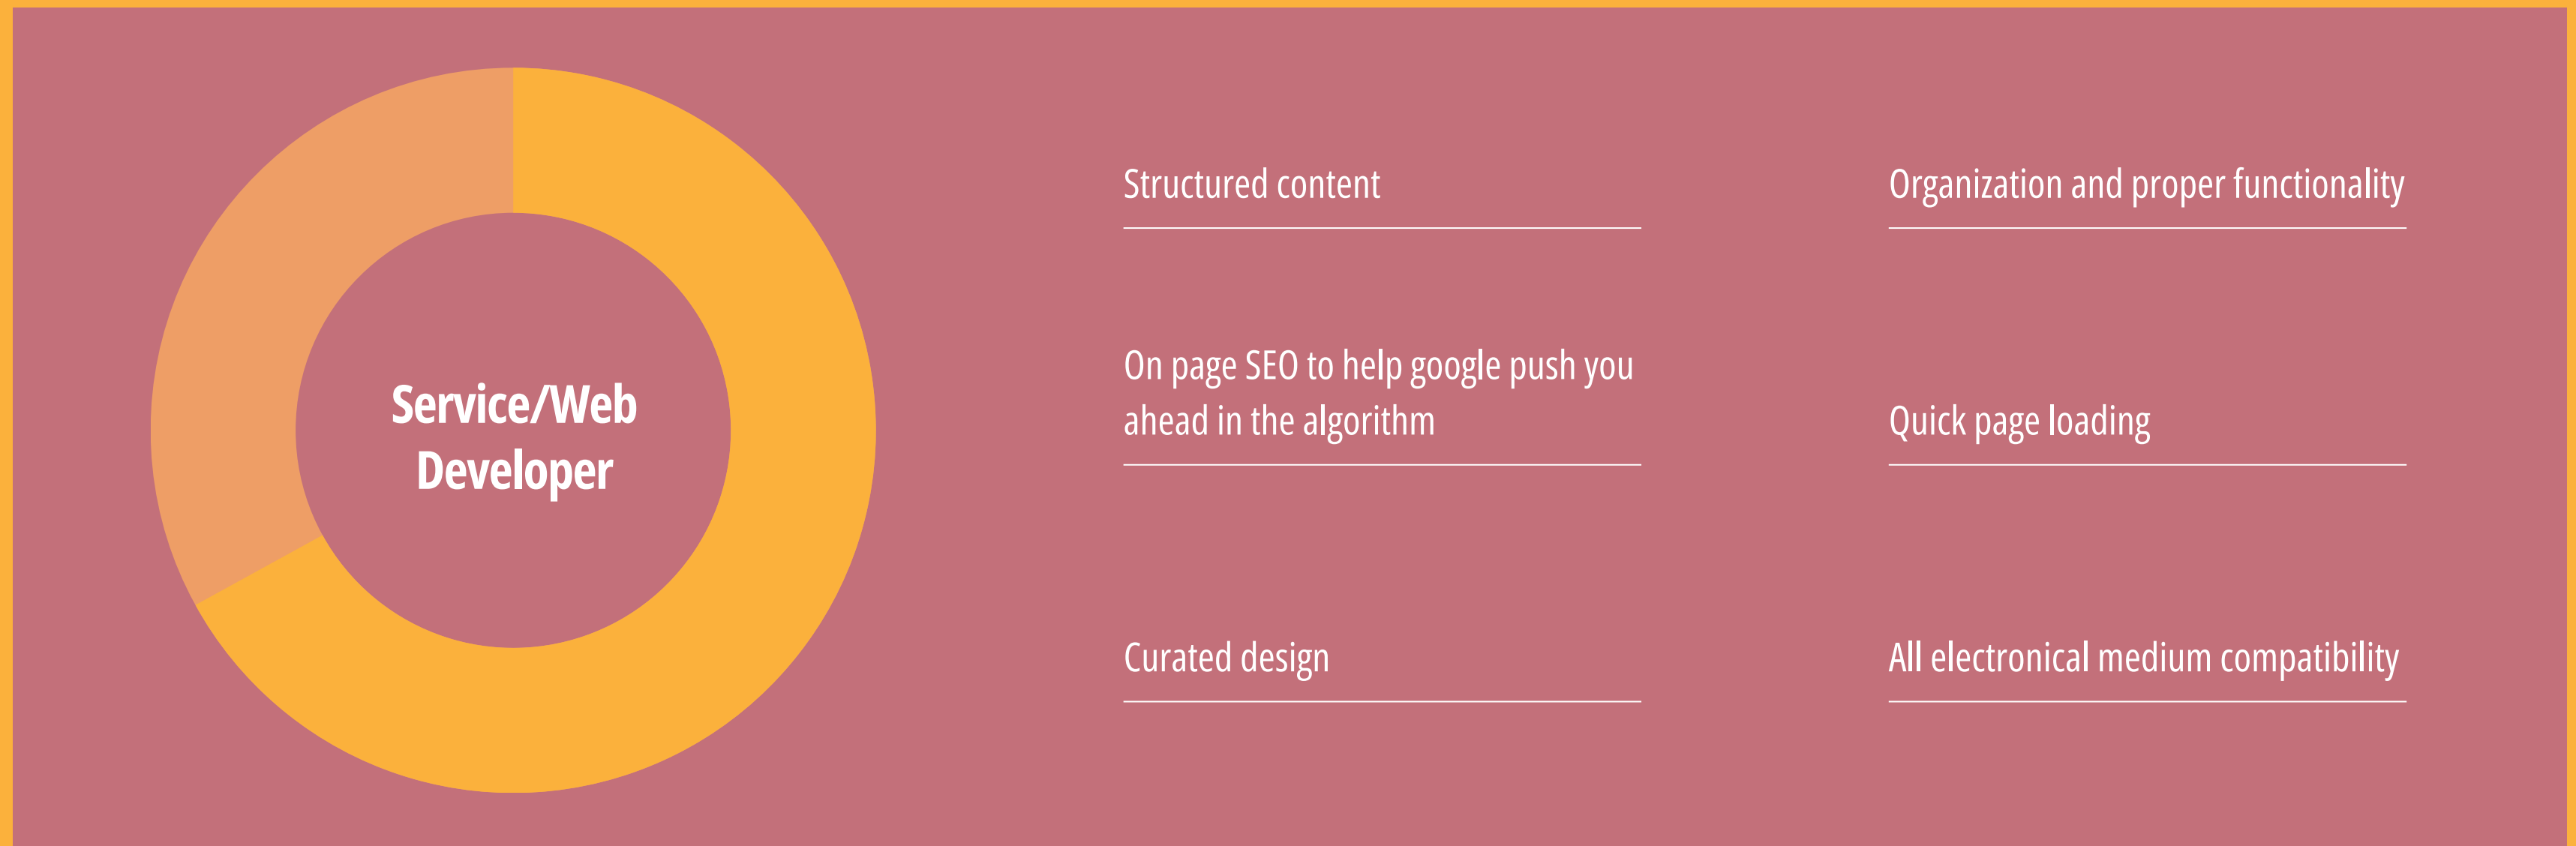 Service/Web
Developer
Structured content
Organization and proper functionality
On page SEO to help google push you
ahead in the algorithm
Quick page loading
Curated design
All electronical medium compatibility